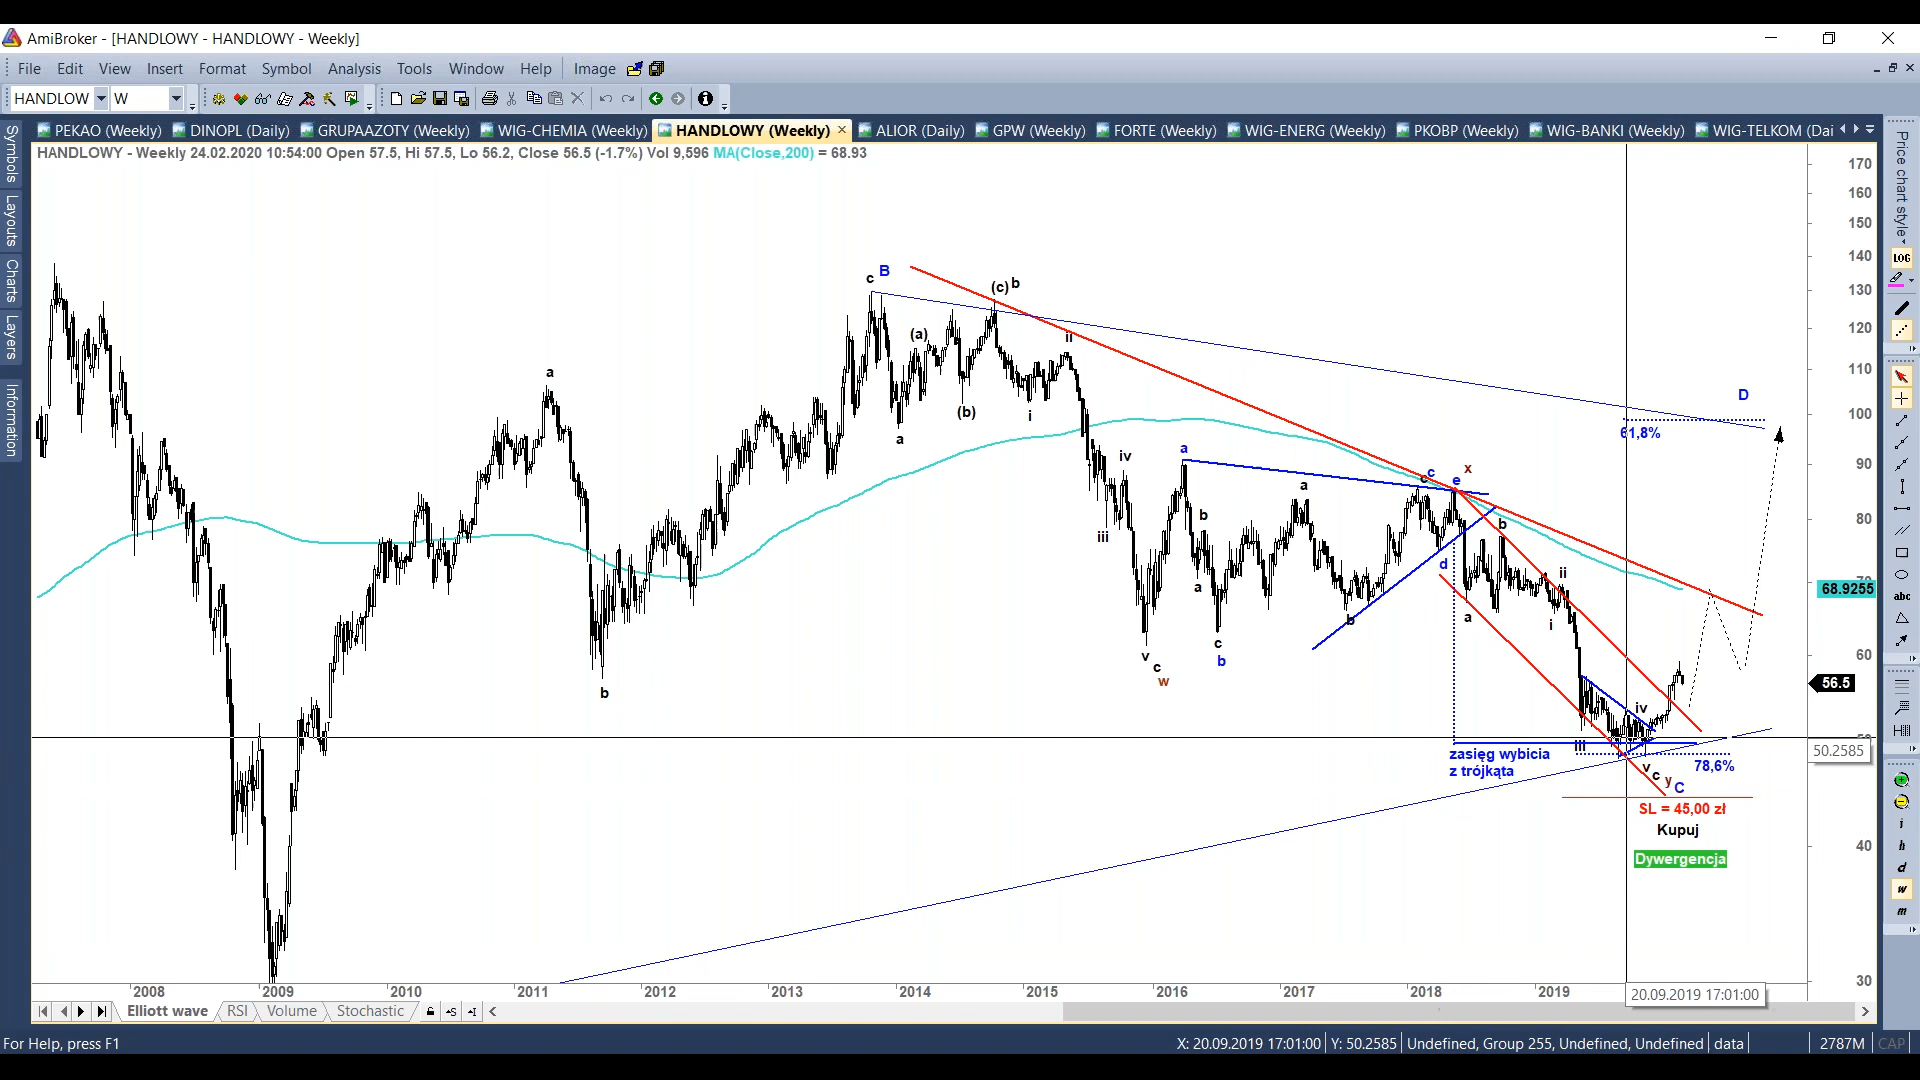 AmiBroker - [HANDLOWY - HANDLOWY - Weekly]
File Edit View Insert Format Symbol Analysis Tools Window Help Image
HANDLOW W
PEKAO (Weekly) DINOPL (Daily) GRUPAAZOTY (Weekly) WIG-CHEMIA (Weekly) HANDLOWY (Weekly) ALIOR (Daily) GPW (Weekly) FORTE (Weekly) WIG-ENERG (Weekly) PKOBP (Weekly) WIG-BANKI (Weekly) WIG-TELKOM (Dai
HANDLOWY - Weekly 24.02.2020 10:54:00 Open 57.5, Hi 57.5, Lo 56.2, Close 56.5 (-1.7%) Vol 9,596 MA(Close,200) = 68.93
Symbols
Layouts
Charts
Layers
Information
170
160
150
140
130
120
110
100
90
80
68.9255
60
56.5
50.2585
40
30
c B
(c) b
(a)
ii
a
(b)
i
a
D
61,8%
iv
a
c
x
e
a
b
b
iii
d
ii
a
a
b
i
c
b
v
c
w
b
iv
iii
zasięg wybicia
z trójkąta
78,6%
v c y C
SL = 45,00 zł
Kupuj
Dywergencja
2008 2009 2010 2011 2012 2013 2014 2015 2016 2017 2018 2019
20.09.2019 17:01:00
Elliott wave RSI Volume Stochastic
For Help, press F1
X: 20.09.2019 17:01:00 Y: 50.2585 Undefined, Group 255, Undefined, Undefined, Undefined data 2787M CAP
Price chart style
LOG
abc
i
h
d
w
m